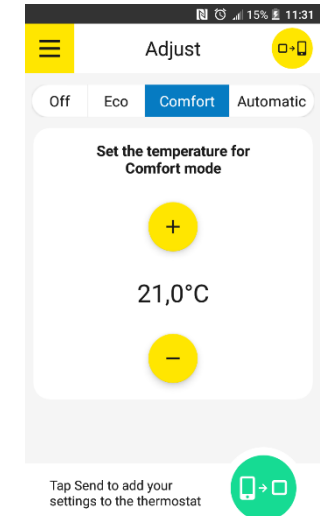 15% 11:31
Adjust
Off Eco Comfort Automatic
Set the temperature for
Comfort mode
+
21,0°C
−
Tap Send to add your
settings to the thermostat